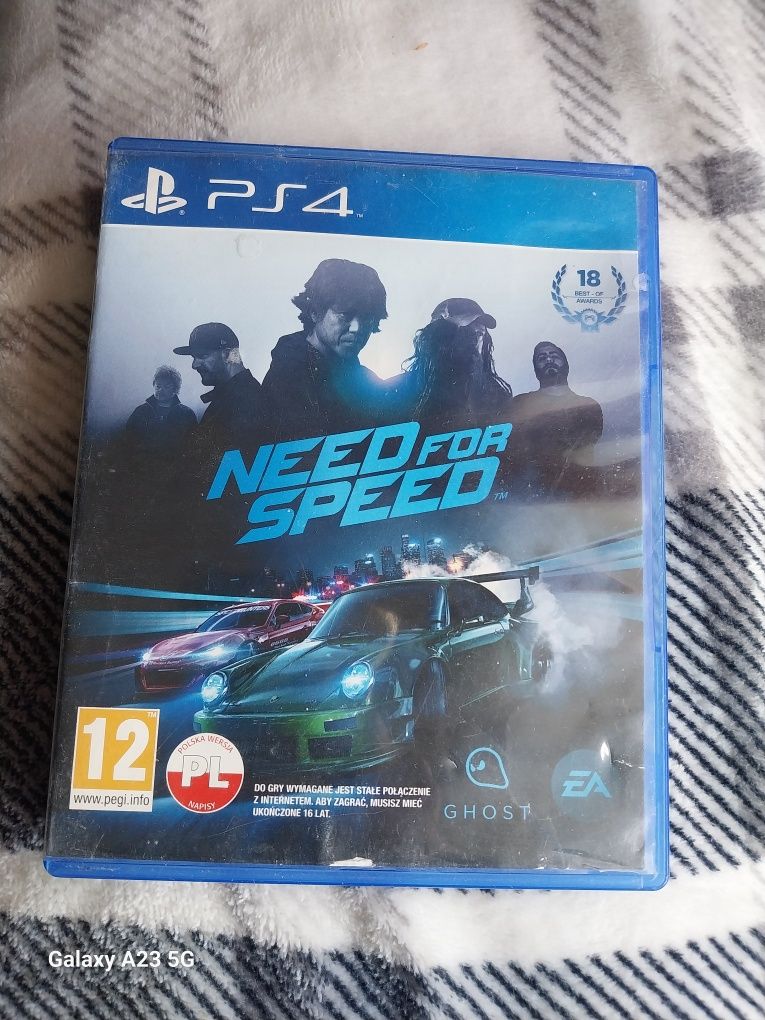 PS4
18
BEST - OF
AWARDS
NEED FOR
SPEED™
12
www.pegi.info
POLSKA WERSJA
PL
NAPISY
DO GRY WYMAGANE JEST STAŁE POŁĄCZENIE
Z INTERNETEM. ABY ZAGRAĆ, MUSISZ MIEĆ
UKOŃCZONE 16 LAT.
GHOST
EA
Galaxy A23 5G